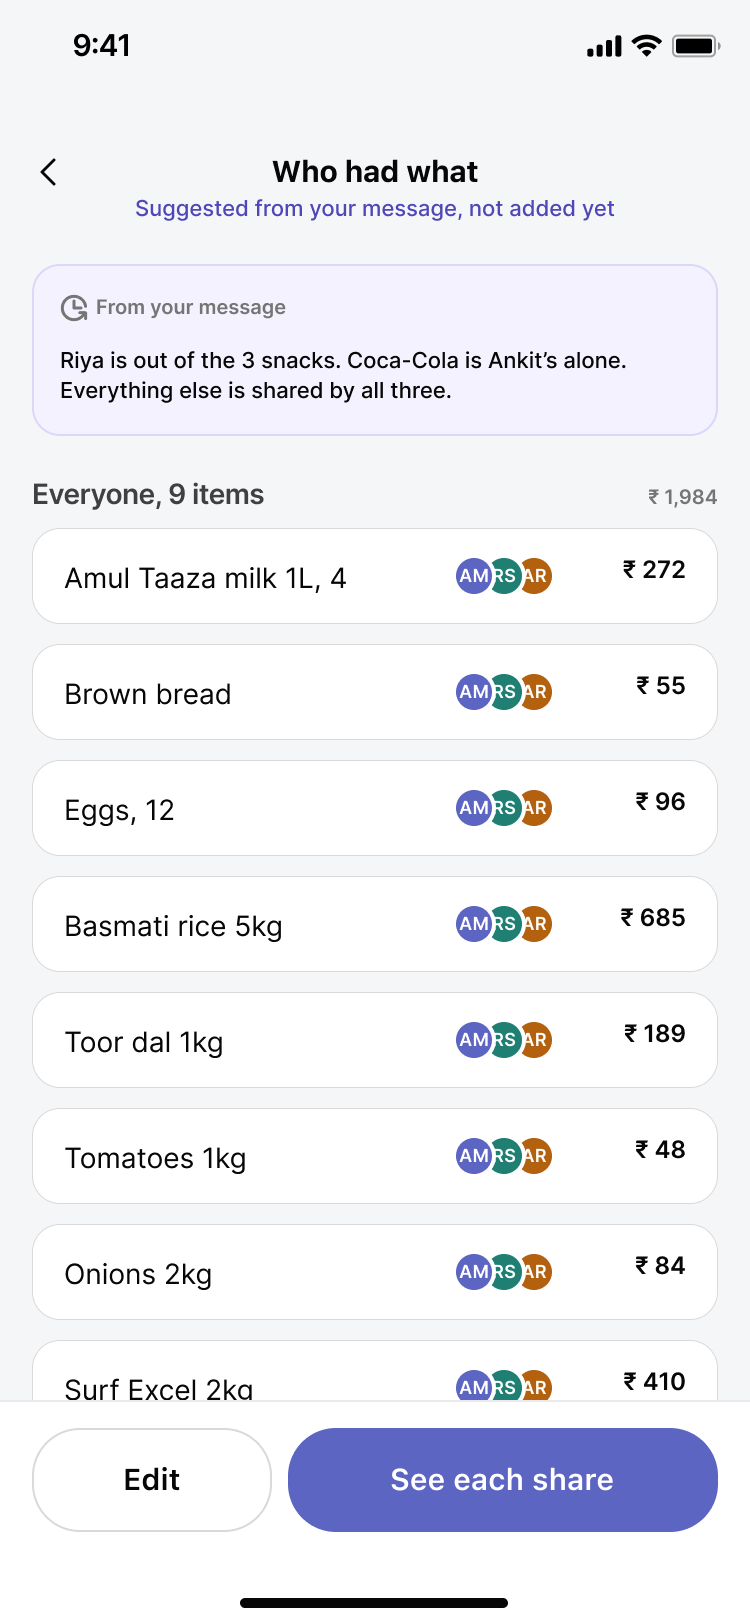 9:41
Who had what
Suggested from your message, not added yet
From your message
Riya is out of the 3 snacks. Coca-Cola is Ankit’s alone.
Everything else is shared by all three.
Everyone, 9 items ₹ 1,984
Amul Taaza milk 1L, 4 AM RS AR ₹ 272
Brown bread AM RS AR ₹ 55
Eggs, 12 AM RS AR ₹ 96
Basmati rice 5kg AM RS AR ₹ 685
Toor dal 1kg AM RS AR ₹ 189
Tomatoes 1kg AM RS AR ₹ 48
Onions 2kg AM RS AR ₹ 84
Surf Excel 2kg AM RS AR ₹ 410
Edit See each share